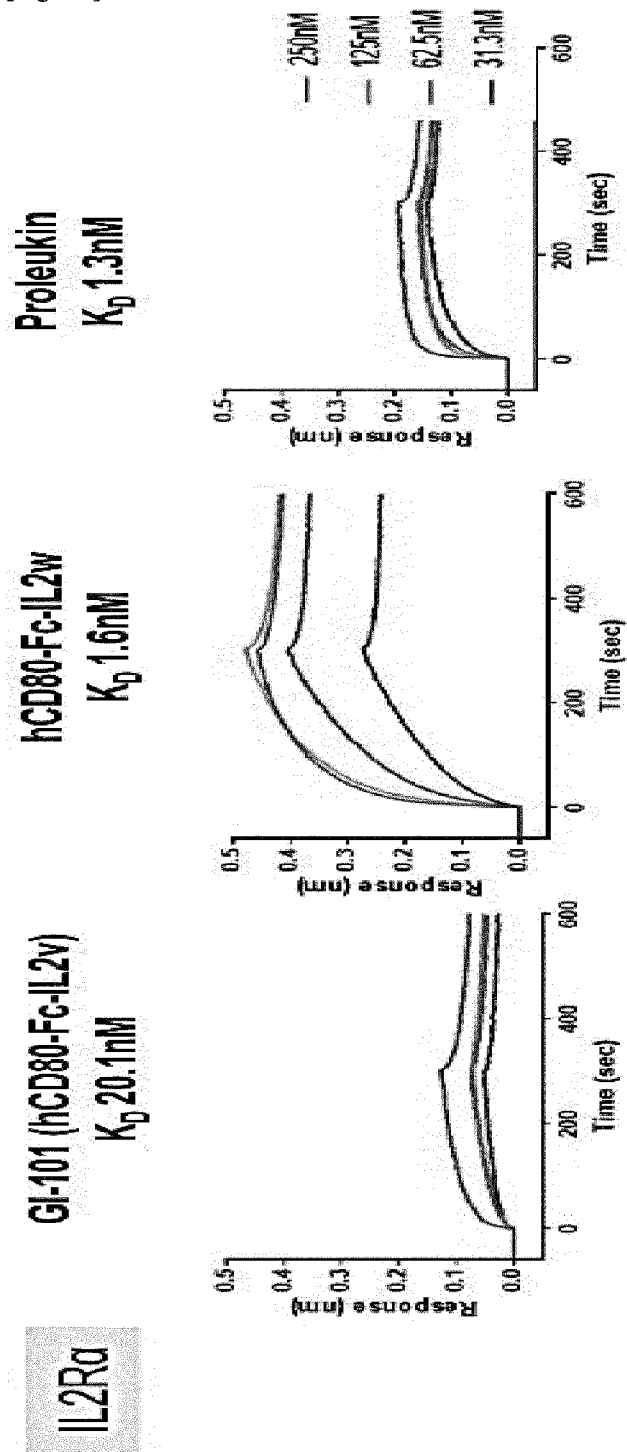 IL2Rα
GI-101 (hCD80-Fc-IL2v)
KD 20.1nM
Response (nm)
0.5
0.4
0.3
0.2
0.1
0.0
0
200
400
600
Time (sec)
hCD80-Fc-IL2w
KD 1.6nM
Response (nm)
0.5
0.4
0.3
0.2
0.1
0.0
0
200
400
600
Time (sec)
Proleukin
KD 1.3nM
Response (nm)
0.5
0.4
0.3
0.2
0.1
0.0
0
200
400
600
Time (sec)
250nM
125nM
62.5nM
31.3nM